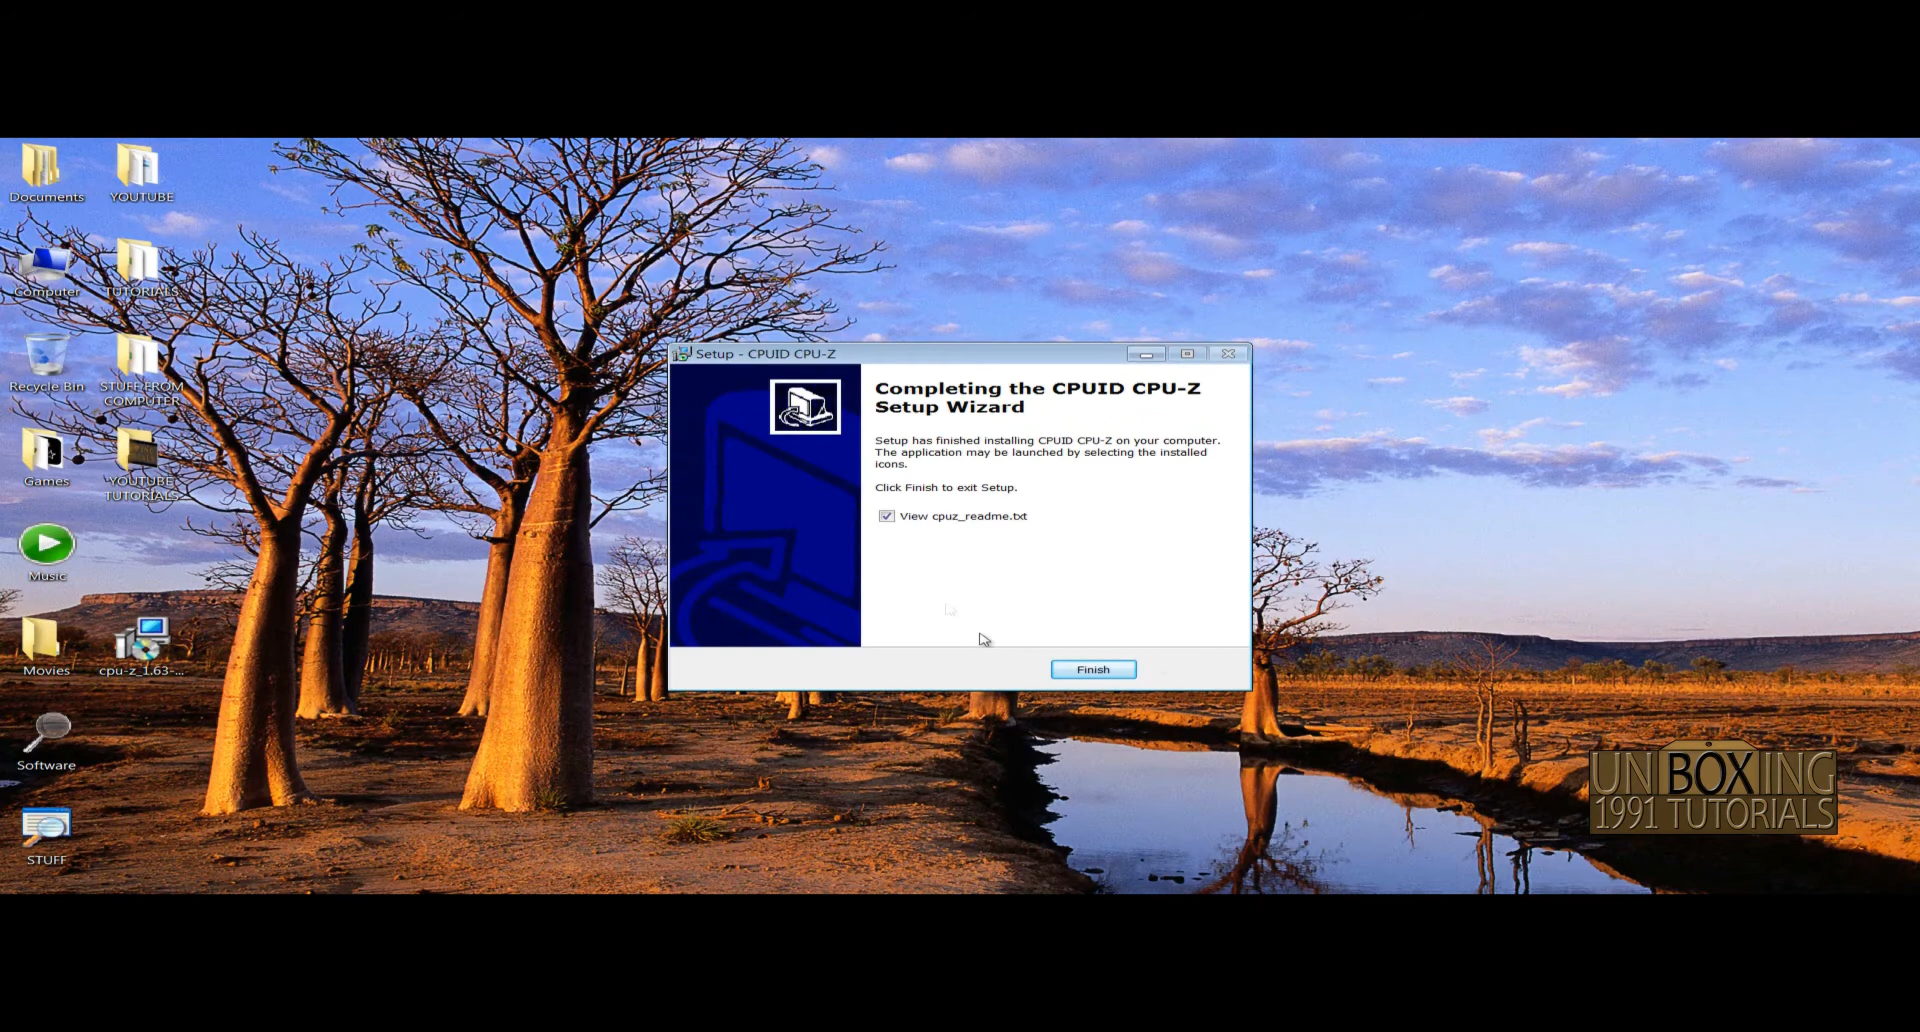 Documents
YOUTUBE
Computer
TUTORIALS
Recycle Bin
STUFF FROM
COMPUTER
Games
YOUTUBE
TUTORIALS
Music
Movies
cpu-z_1.63-...
Software
STUFF
Setup - CPUID CPU-Z
Completing the CPUID CPU-Z
Setup Wizard
Setup has finished installing CPUID CPU-Z on your computer.
The application may be launched by selecting the installed
icons.
Click Finish to exit Setup.
View cpuz_readme.txt
Finish
UNBOXING
1991 TUTORIALS